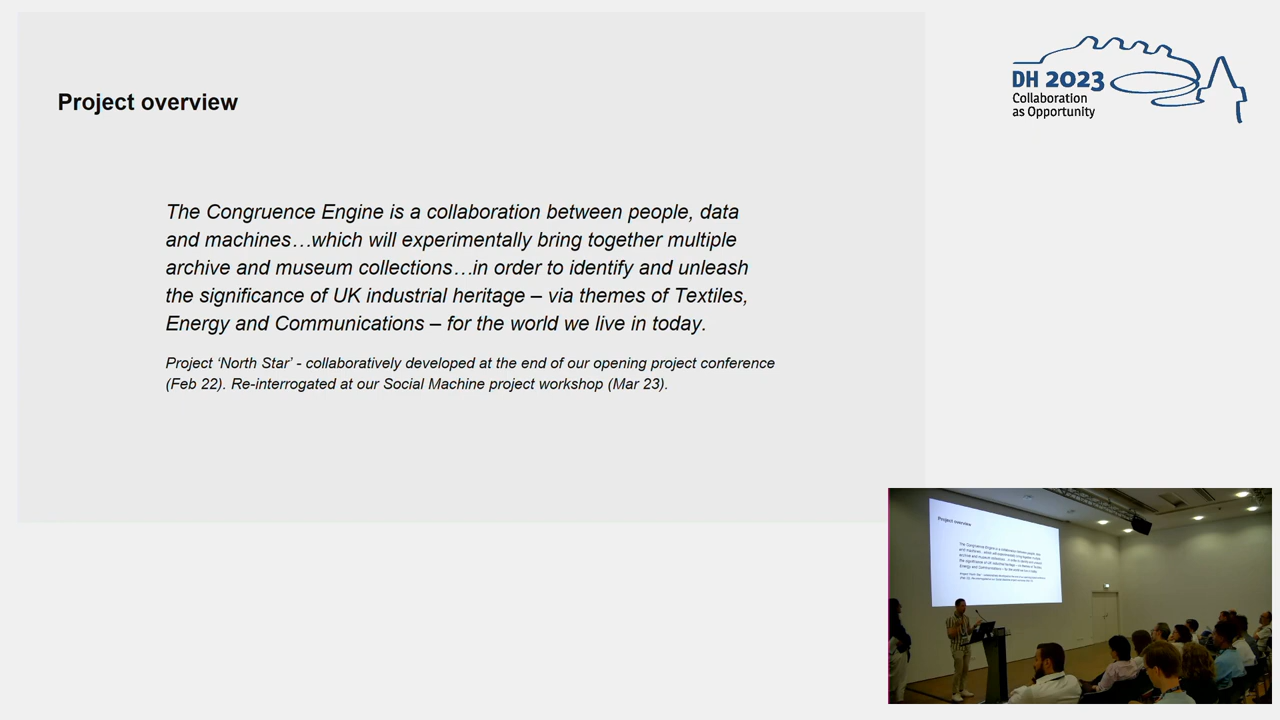 Project overview
The Congruence Engine is a collaboration between people, data
and machines…which will experimentally bring together multiple
archive and museum collections…in order to identify and unleash
the significance of UK industrial heritage – via themes of Textiles,
Energy and Communications – for the world we live in today.
Project ‘North Star’ - collaboratively developed at the end of our opening project conference
(Feb 22). Re-interrogated at our Social Machine project workshop (Mar 23).
DH 2023
Collaboration
as Opportunity
Project overview